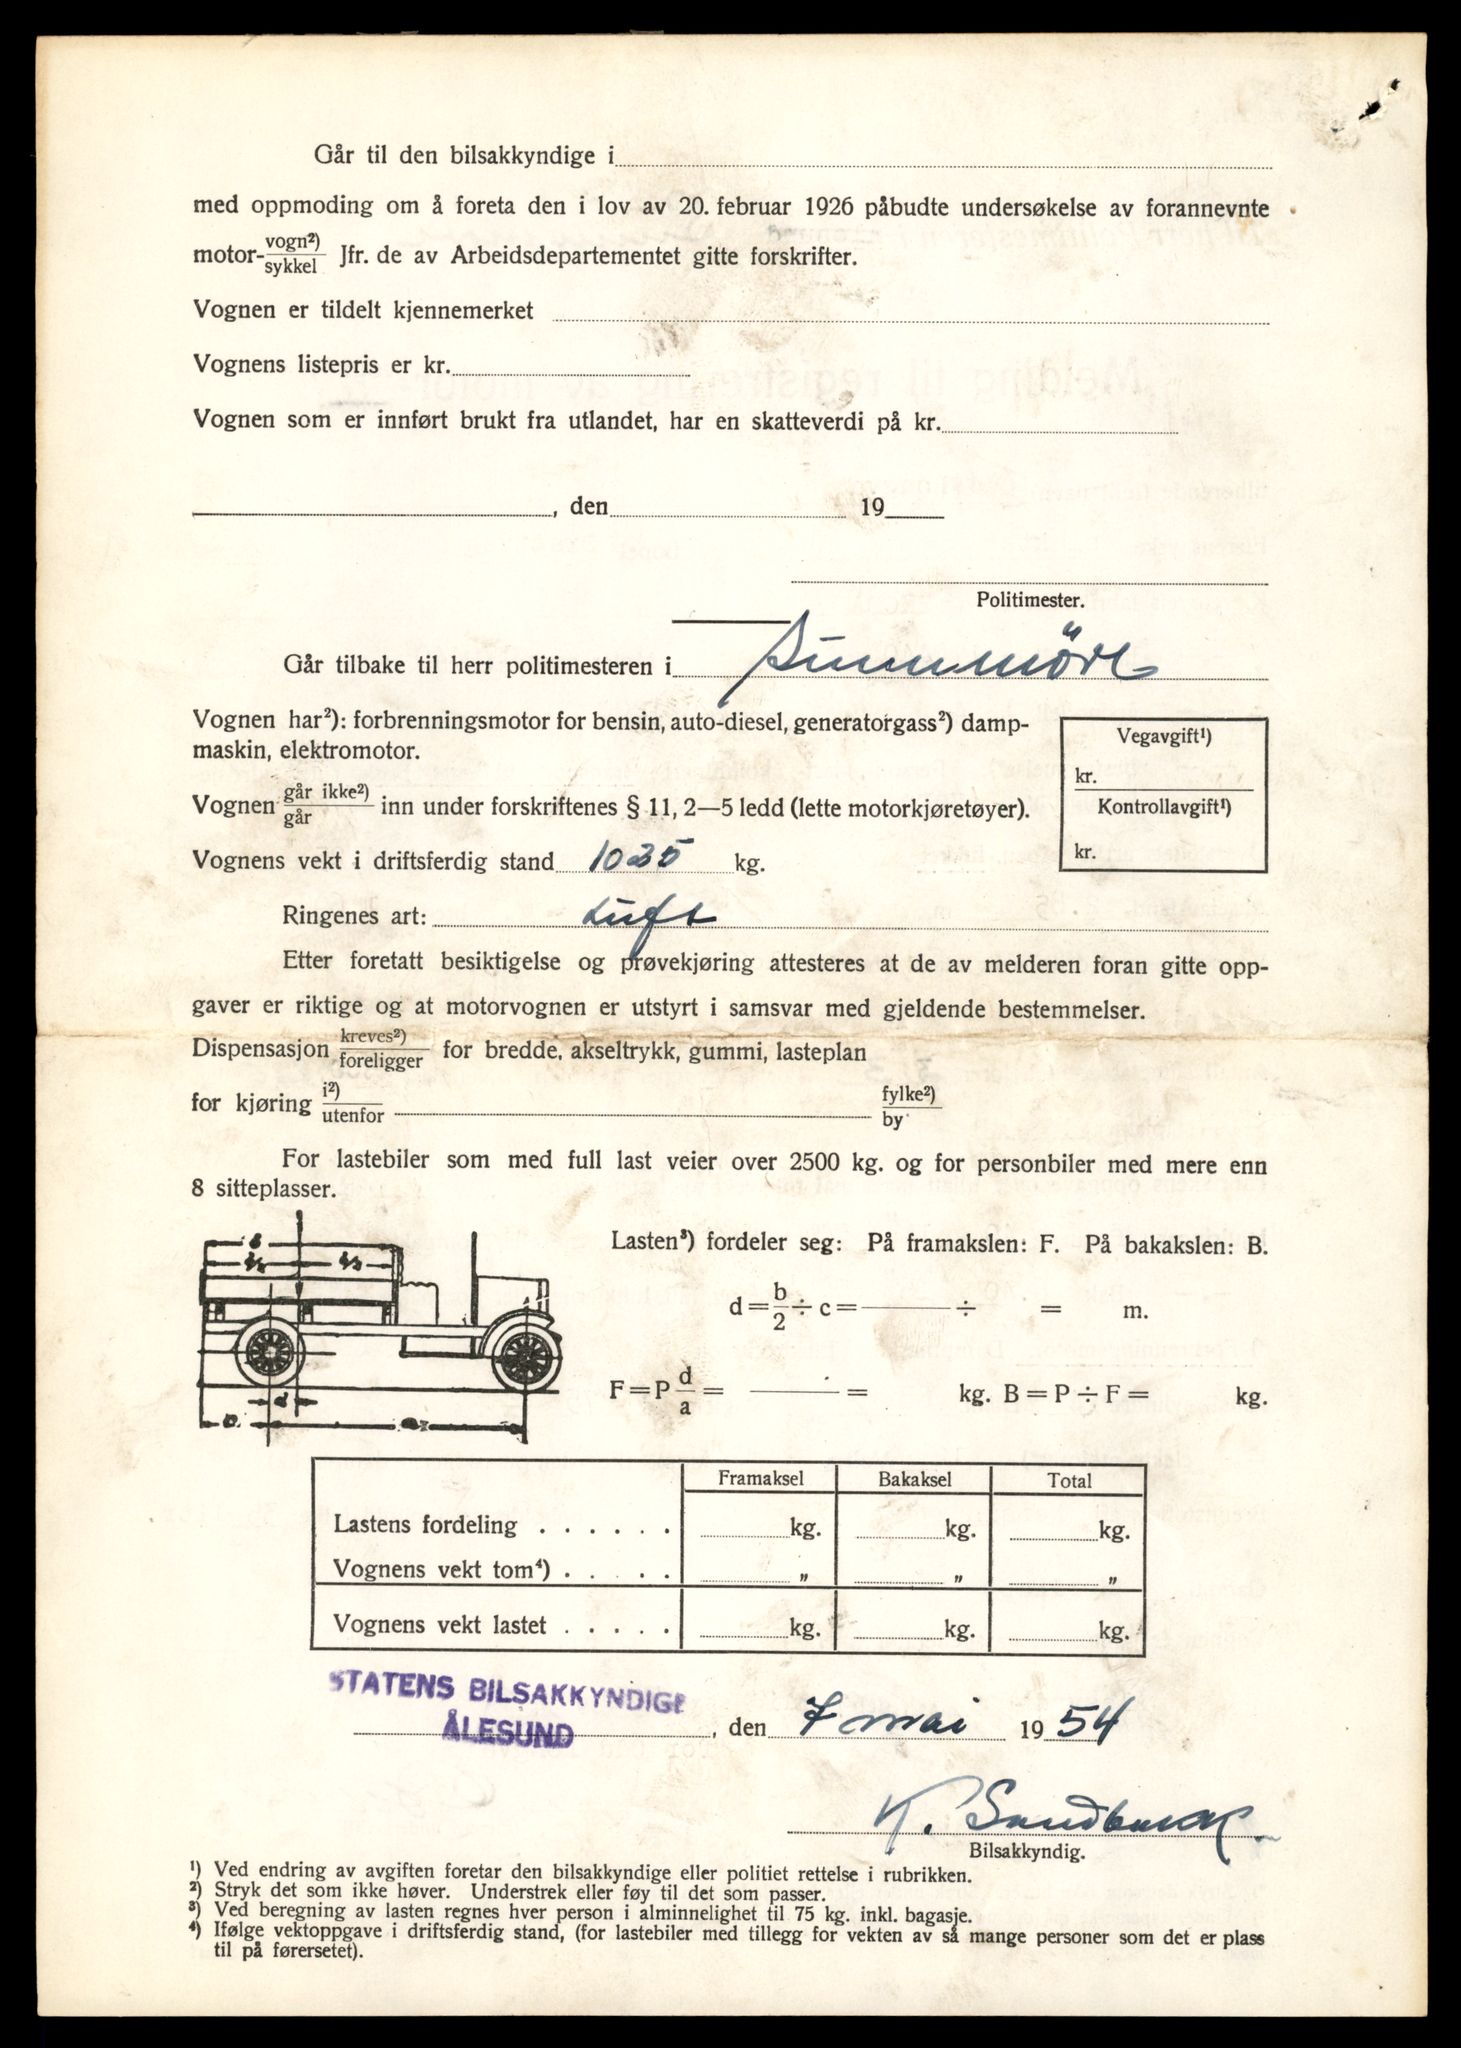 Går til den bilsakkyndige i
med oppmoding om å foreta den i lov av 20. februar 1926 påbudte undersøkelse av forannevnte
motor-vogn²)/sykkel Jfr. de av Arbeidsdepartementet gitte forskrifter.
Vognen er tildelt kjennemerket
Vognens listepris er kr.
Vognen som er innført brukt fra utlandet, har en skatteverdi på kr.
, den 19
Politimester.
Går tilbake til herr politimesteren i Sunnmöre
Vognen har²): forbrenningsmotor for bensin, auto-diesel, generatorgass²) damp-
maskin, elektromotor.
Vegavgift¹)
kr.
Kontrollavgift¹)
kr.
Vognen går ikke²)/går inn under forskriftenes § 11, 2—5 ledd (lette motorkjøretøyer).
Vognens vekt i driftsferdig stand 1035 kg.
Ringenes art: Luft
Etter foretatt besiktigelse og prøvekjøring attesteres at de av melderen foran gitte opp-
gaver er riktige og at motorvognen er utstyrt i samsvar med gjeldende bestemmelser.
Dispensasjon kreves²)/foreligger for bredde, akseltrykk, gummi, lasteplan
for kjøring i²)/utenfor fylke²)/by
For lastebiler som med full last veier over 2500 kg. og for personbiler med mere enn
8 sitteplasser.
Lasten³) fordeler seg: På framakslen: F. På bakakslen: B.
d = b/2 ÷ c = ÷ = m.
F = P d/a = = kg. B = P ÷ F = kg.
Framaksel Bakaksel Total
Lastens fordeling . . . . . . kg. kg. kg.
Vognens vekt tom⁴) . . . . . „ „ „
Vognens vekt lastet . . . . . kg. kg. kg.
STATENS BILSAKKYNDIGE
ÅLESUND , den 7 mai 1954
K. Sandbakk
Bilsakkyndig.
¹) Ved endring av avgiften foretar den bilsakkyndige eller politiet rettelse i rubrikken.
²) Stryk det som ikke høver. Understrek eller føy til det som passer.
³) Ved beregning av lasten regnes hver person i alminnelighet til 75 kg. inkl. bagasje.
⁴) Ifølge vektoppgave i driftsferdig stand, (for lastebiler med tillegg for vekten av så mange personer som det er plass
til på førersetet).